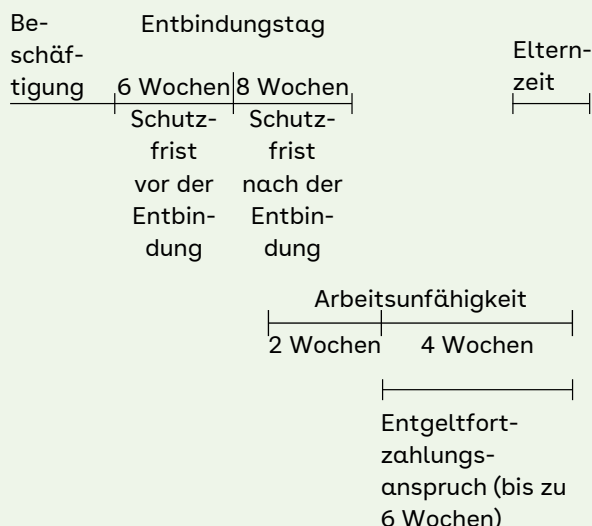 Be-
schäf-
tigung
Entbindungstag
6 Wochen
8 Wochen
Schutz-
frist
vor der
Entbin-
dung
Schutz-
frist
nach der
Entbin-
dung
Eltern-
zeit
Arbeitsunfähigkeit
2 Wochen
4 Wochen
Entgeltfort-
zahlungs-
anspruch (bis zu
6 Wochen)